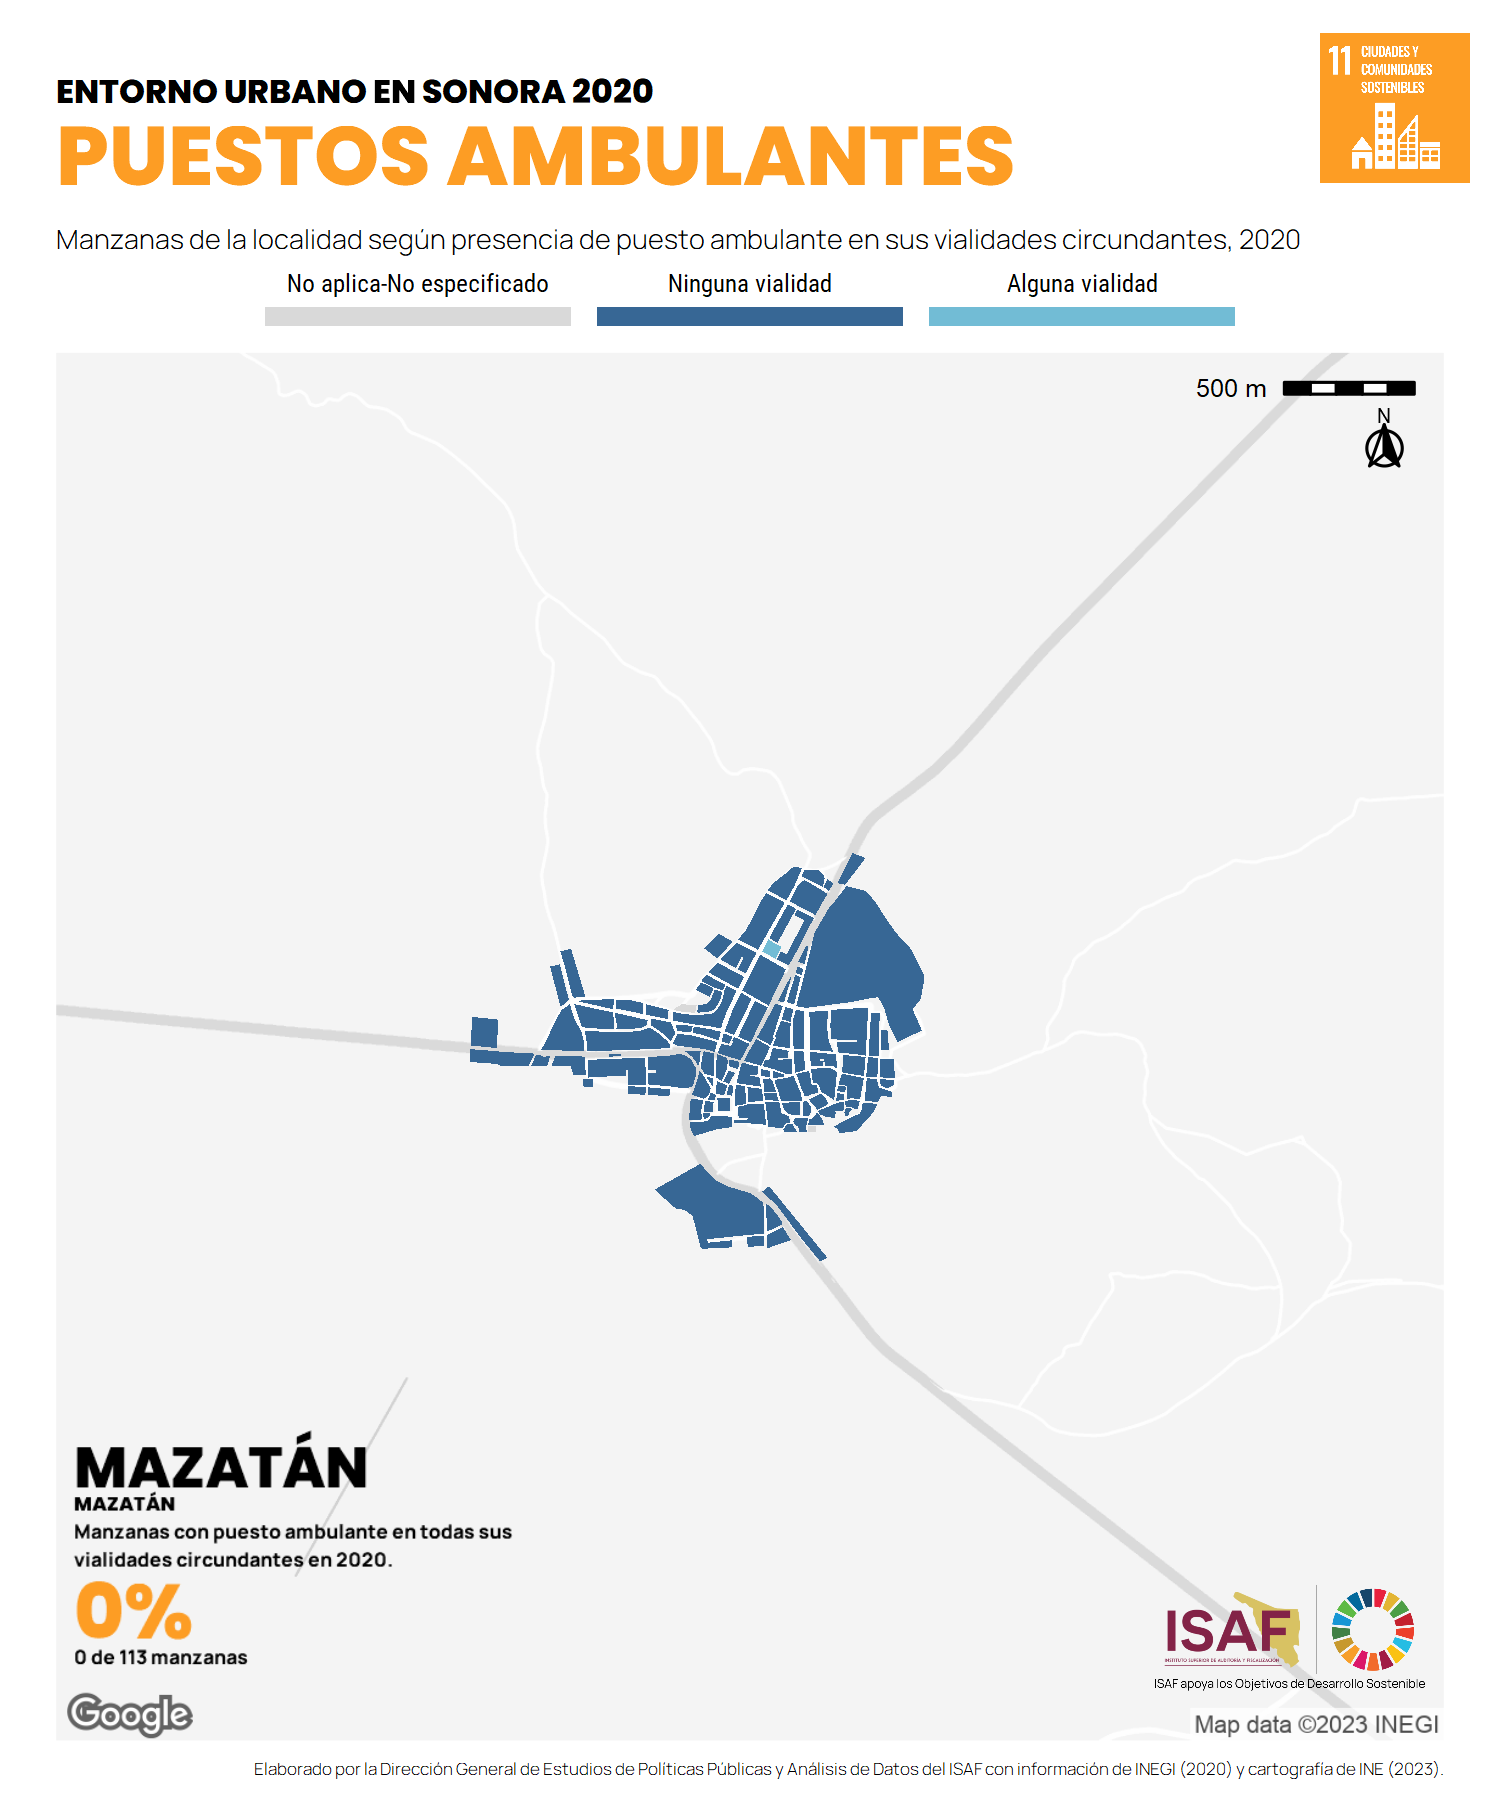 11 CIUDADES Y
COMUNIDADES
SOSTENIBLES
ENTORNO URBANO EN SONORA 2020
PUESTOS AMBULANTES
Manzanas de la localidad según presencia de puesto ambulante en sus vialidades circundantes, 2020
No aplica-No especificado Ninguna vialidad Alguna vialidad
500 m
N
MAZATÁN
MAZATÁN
Manzanas con puesto ambulante en todas sus
vialidades circundantes en 2020.
0%
0 de 113 manzanas
ISAF
INSTITUTO SUPERIOR DE AUDITORÍA Y FISCALIZACIÓN
ISAF apoya los Objetivos de Desarrollo Sostenible
Google
Map data ©2023 INEGI
Elaborado por la Dirección General de Estudios de Políticas Públicas y Análisis de Datos del ISAF con información de INEGI (2020) y cartografía de INE (2023).